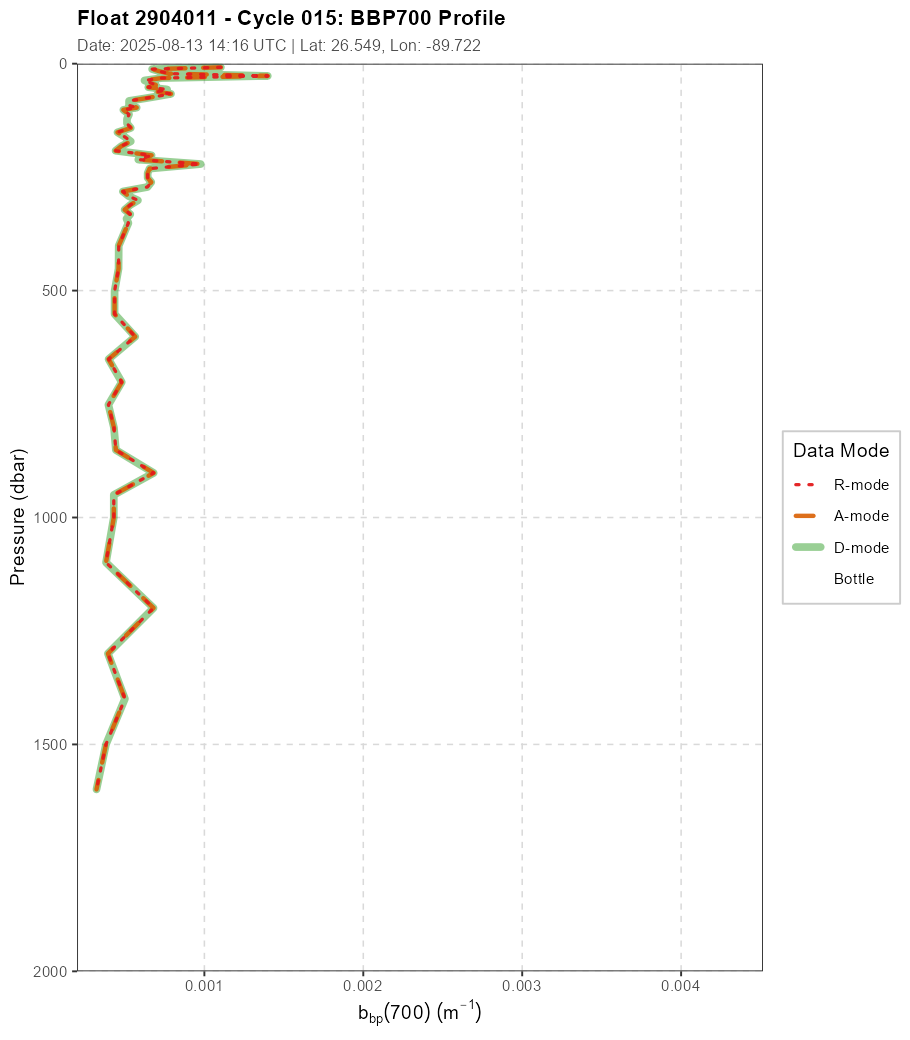 Float 2904011 - Cycle 015: BBP700 Profile
Date: 2025-08-13 14:16 UTC | Lat: 26.549, Lon: -89.722
0
500
1000
1500
2000
Pressure (dbar)
0.001 0.002 0.003 0.004
b_bp(700) (m⁻¹)
Data Mode
R-mode
A-mode
D-mode
Bottle